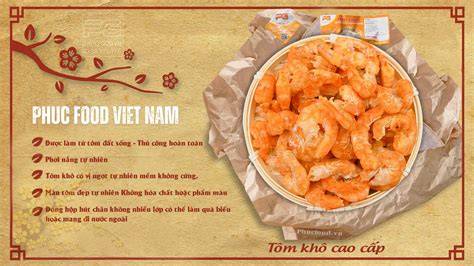 PHUC FOOD VIET NAM
Được làm từ tôm đất sống - Thủ công hoàn toàn
Phơi nắng tự nhiên
Tôm khô có vị ngọt tự nhiên mềm không cứng,
Màu tôm đẹp tự nhiên Không hóa chất hoặc phẩm màu
Đóng hộp hút chân không nhiều lớp có thể làm quà biếu
hoặc mang đi nước ngoài
Phucfood.vn
Tôm khô cao cấp